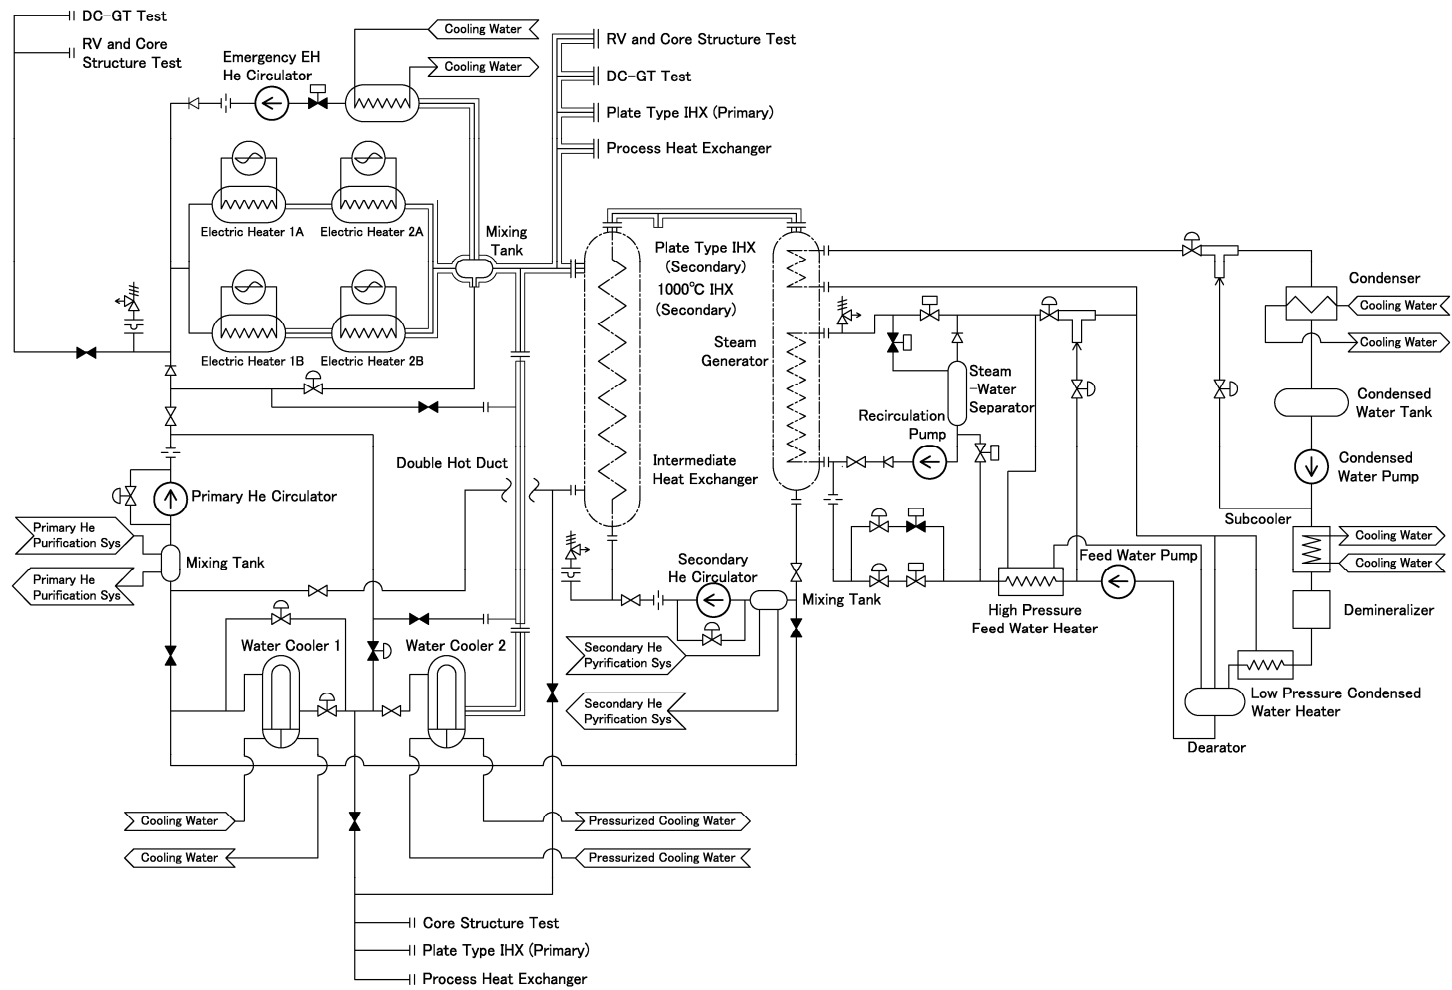 DC-GT Test
RV and Core
Structure Test
Emergency EH
He Circulator
Cooling Water
Cooling Water
RV and Core Structure Test
DC-GT Test
Plate Type IHX (Primary)
Process Heat Exchanger
Electric Heater 1A
Electric Heater 2A
Mixing
Tank
Electric Heater 1B
Electric Heater 2B
Plate Type IHX
(Secondary)
1000℃ IHX
(Secondary)
Steam
Generator
Condenser
Cooling Water
Cooling Water
Steam
-Water
Separator
Condensed
Water Tank
Recirculation
Pump
Double Hot Duct
Intermediate
Heat Exchanger
Condensed
Water Pump
Primary He Circulator
Primary He
Purification Sys
Mixing Tank
Primary He
Purification Sys
Subcooler
Cooling Water
Cooling Water
Secondary
He Circulator
Mixing Tank
Feed Water Pump
High Pressure
Feed Water Heater
Demineralizer
Water Cooler 1
Water Cooler 2
Secondary He
Pyrification Sys
Secondary He
Pyrification Sys
Low Pressure Condensed
Water Heater
Dearator
Cooling Water
Cooling Water
Pressurized Cooling Water
Pressurized Cooling Water
Core Structure Test
Plate Type IHX (Primary)
Process Heat Exchanger